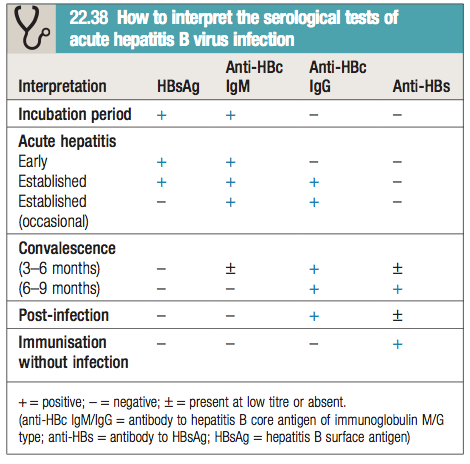 22.38 How to interpret the serological tests of
acute hepatitis B virus infection
Interpretation HBsAg Anti-HBc IgM Anti-HBc IgG Anti-HBs
Incubation period + + – –
Acute hepatitis
Early + + – –
Established + + + –
Established – + + –
(occasional)
Convalescence
(3–6 months) – ± + ±
(6–9 months) – – + +
Post-infection – – + ±
Immunisation
without infection – – – +
+ = positive; – = negative; ± = present at low titre or absent.
(anti-HBc IgM/IgG = antibody to hepatitis B core antigen of immunoglobulin M/G
type; anti-HBs = antibody to HBsAg; HBsAg = hepatitis B surface antigen)